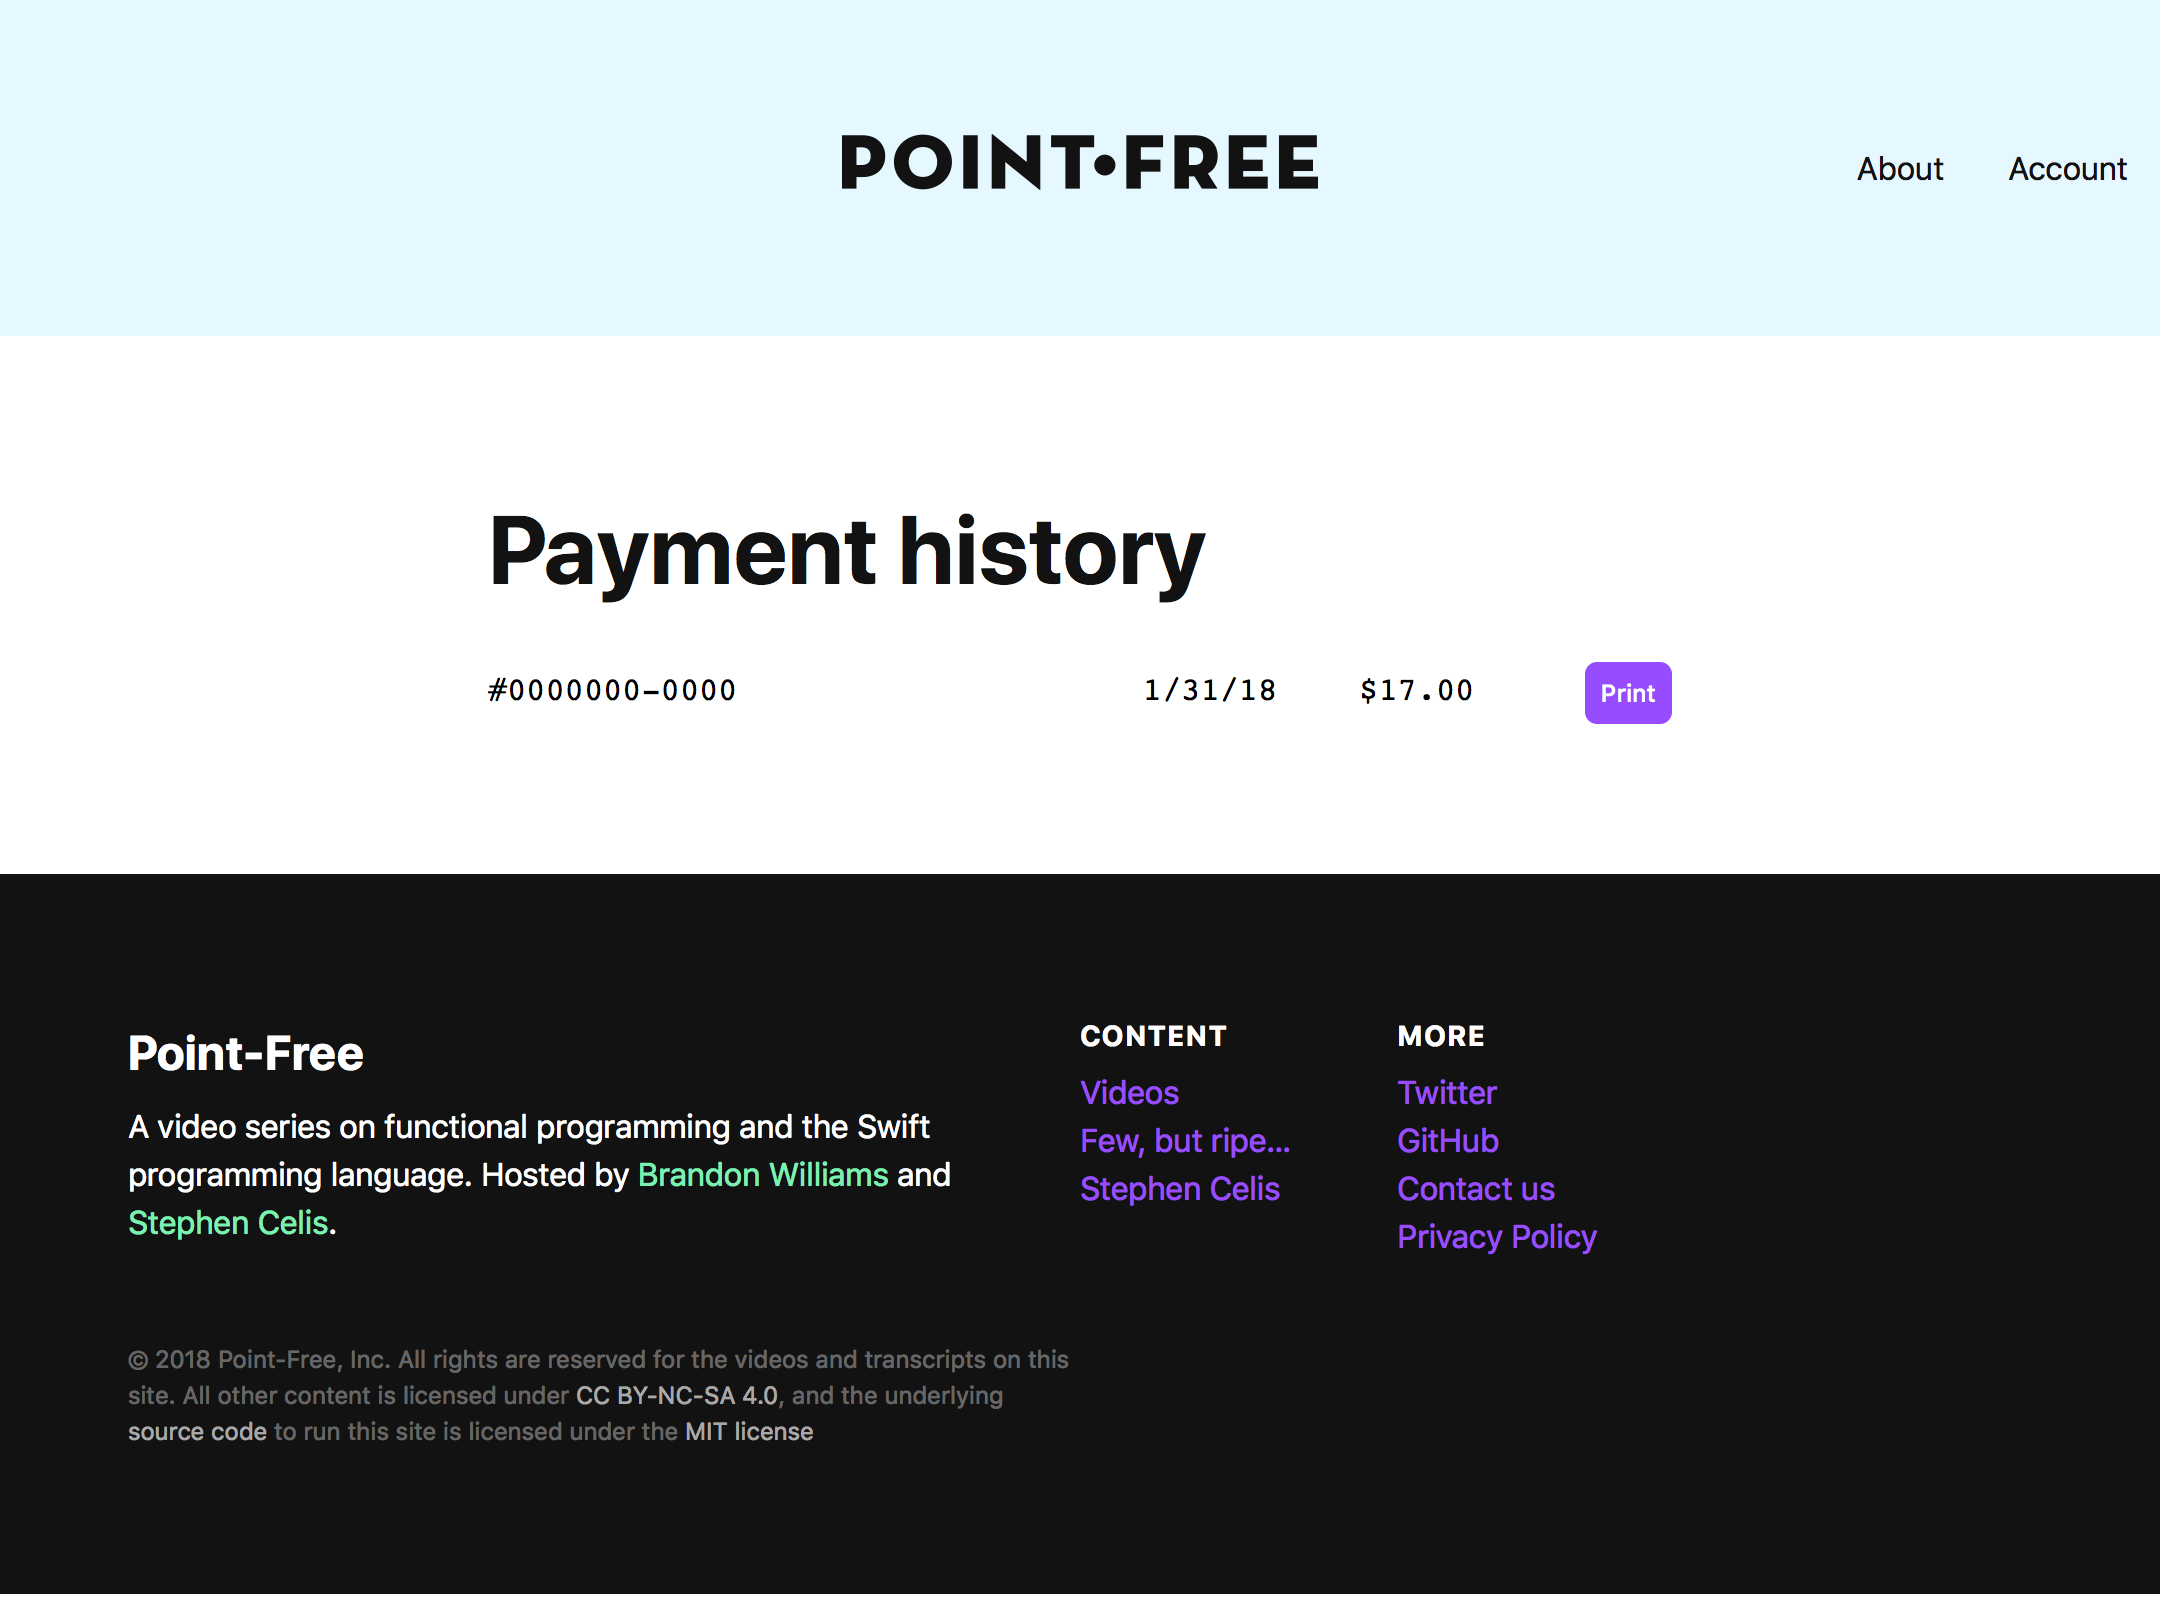 POINT•FREE
About Account
Payment history
#0000000-0000 1/31/18 $17.00 Print
Point-Free
A video series on functional programming and the Swift
programming language. Hosted by Brandon Williams and
Stephen Celis.
CONTENT
Videos
Few, but ripe...
Stephen Celis
MORE
Twitter
GitHub
Contact us
Privacy Policy
© 2018 Point-Free, Inc. All rights are reserved for the videos and transcripts on this
site. All other content is licensed under CC BY-NC-SA 4.0, and the underlying
source code to run this site is licensed under the MIT license